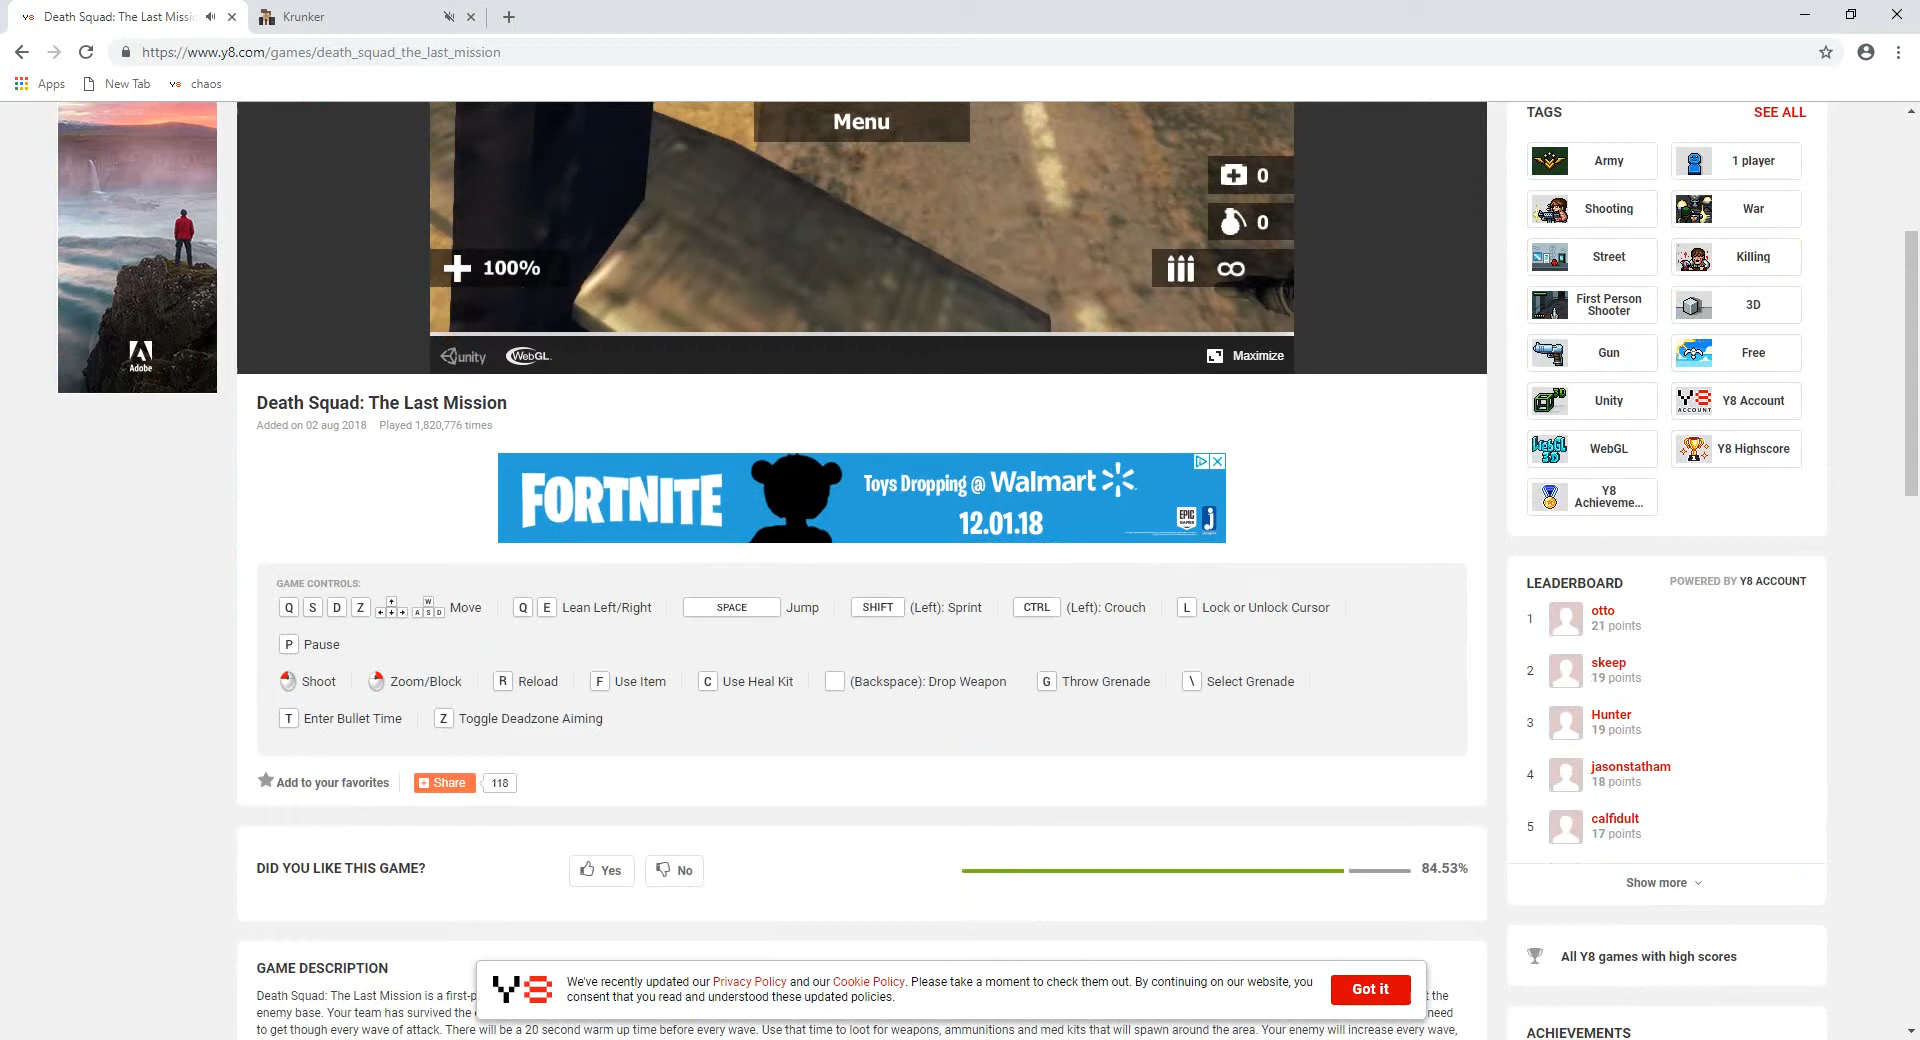 Death Squad: The Last Missic
Krunker
https://www.y8.com/games/death_squad_the_last_mission
Apps
New Tab
chaos
Adobe
Menu
0
0
100%
∞
unity
WebGL
Maximize
Death Squad: The Last Mission
Added on 02 aug 2018 Played 1,820,776 times
FORTNITE
Toys Dropping @ Walmart
12.01.18
EPIC GAMES
GAME CONTROLS:
Q S D Z W A S D Move Q E Lean Left/Right SPACE Jump SHIFT (Left): Sprint CTRL (Left): Crouch L Lock or Unlock Cursor
P Pause
Shoot Zoom/Block R Reload F Use Item C Use Heal Kit (Backspace): Drop Weapon G Throw Grenade \ Select Grenade
T Enter Bullet Time Z Toggle Deadzone Aiming
Add to your favorites Share 118
DID YOU LIKE THIS GAME? Yes No 84.53%
GAME DESCRIPTION
Death Squad: The Last Mission is a first-p
t the
enemy base. Your team has survived the
need
to get though every wave of attack. There will be a 20 second warm up time before every wave. Use that time to loot for weapons, ammunitions and med kits that will spawn around the area. Your enemy will increase every wave,
Y8
We've recently updated our Privacy Policy and our Cookie Policy. Please take a moment to check them out. By continuing on our website, you
consent that you read and understood these updated policies.
Got it
TAGS SEE ALL
Army 1 player
Shooting War
Street Killing
First Person
Shooter
3D
Gun Free
Unity
Y8
ACCOUNT
Y8 Account
WebGL Y8 Highscore
Y8
Achieveme...
LEADERBOARD POWERED BY Y8 ACCOUNT
1 otto
21 points
2 skeep
19 points
3 Hunter
19 points
4 jasonstatham
18 points
5 calfidult
17 points
Show more
All Y8 games with high scores
ACHIEVEMENTS